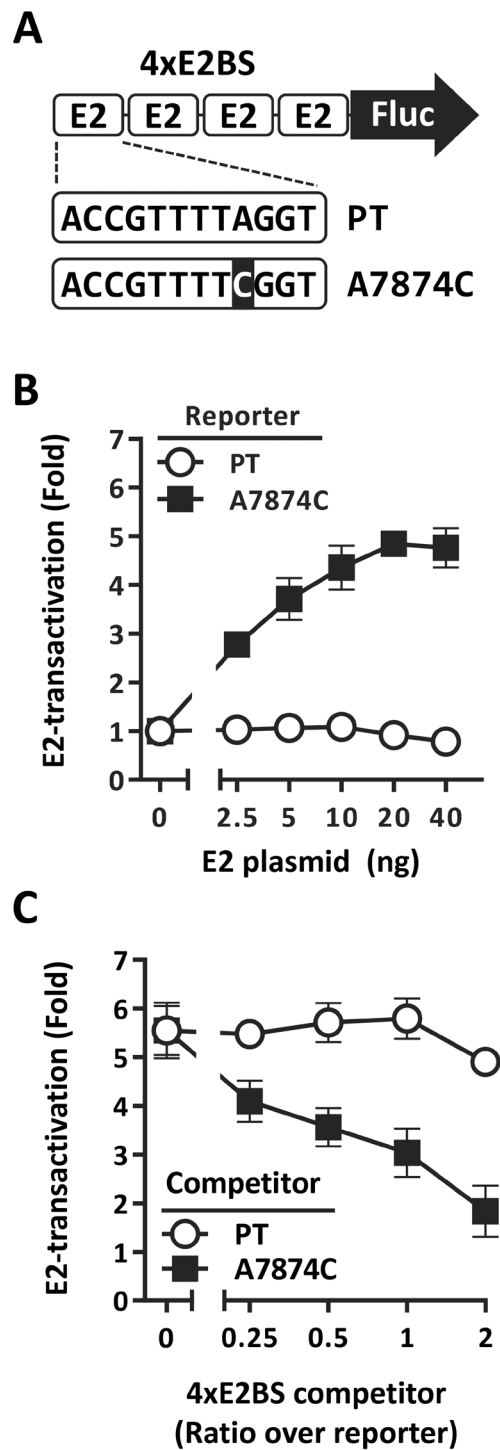 A
4xE2BS
E2 E2 E2 E2 Fluc
ACCGTTTTAGGT PT
ACCGTTTTCGGT A7874C
B
E2-transactivation (Fold)
Reporter
PT
A7874C
7
6
5
4
3
2
1
0
0 2.5 5 10 20 40
E2 plasmid (ng)
C
E2-transactivation (Fold)
7
6
5
4
3
2
1
0
Competitor
PT
A7874C
0 0.25 0.5 1 2
4xE2BS competitor
(Ratio over reporter)